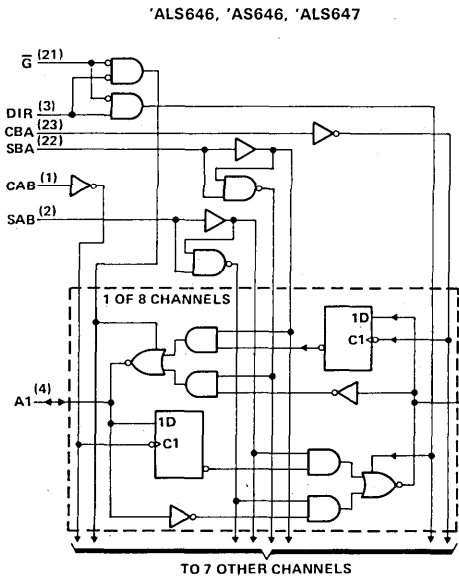 'ALS646, 'AS646, 'ALS647
G̅ (21)
DIR (3)
CBA (23)
SBA (22)
CAB (1)
SAB (2)
1 OF 8 CHANNELS
1D
C1
A1 (4)
1D
C1
TO 7 OTHER CHANNELS